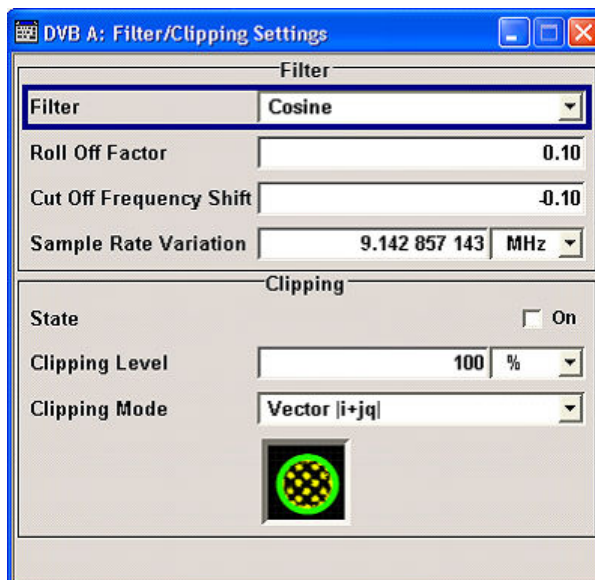 DVB A: Filter/Clipping Settings
Filter
Filter Cosine
Roll Off Factor 0.10
Cut Off Frequency Shift -0.10
Sample Rate Variation 9.142 857 143 MHz
Clipping
State On
Clipping Level 100 %
Clipping Mode Vector |i+jq|